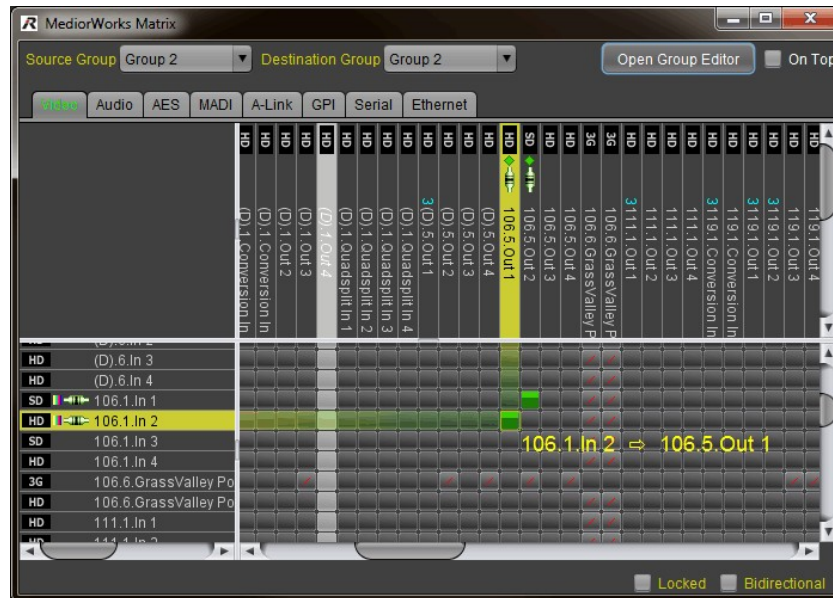 MediorWorks Matrix
Source Group Group 2 Destination Group Group 2 Open Group Editor On Top
Video Audio AES MADI A-Link GPI Serial Ethernet
HD HD HD HD HD HD HD HD HD HD HD HD HD HD SD HD HD 3G 3G HD HD HD HD HD HD HD HD HD HD
(D).1.Conversion In
(D).1.Conversion In
(D).1.Out 2
(D).1.Out 3
(D).1.Out 4
(D).1.Quadsplit In 1
(D).1.Quadsplit In 2
(D).1.Quadsplit In 3
(D).1.Quadsplit In 4
3 (D).5.Out 1
(D).5.Out 2
(D).5.Out 3
(D).5.Out 4
106.5.Out 1
106.5.Out 2
106.5.Out 3
106.5.Out 4
106.6.GrassValley P
106.6.GrassValley P
3 111.1.Out 1
111.1.Out 2
111.1.Out 3
111.1.Out 4
3 119.1.Conversion In
119.1.Conversion In
3 119.1.Out 1
3 119.1.Out 2
119.1.Out 3
119.1.Out 4
HD (D).6.In 2
HD (D).6.In 3
HD (D).6.In 4
SD 106.1.In 1
HD 106.1.In 2
SD 106.1.In 3
106.1.In 2 ⇨ 106.5.Out 1
HD 106.1.In 4
3G 106.6.GrassValley Po
HD 106.6.GrassValley Po
HD 111.1.In 1
HD 111.1.In 2
Locked Bidirectional